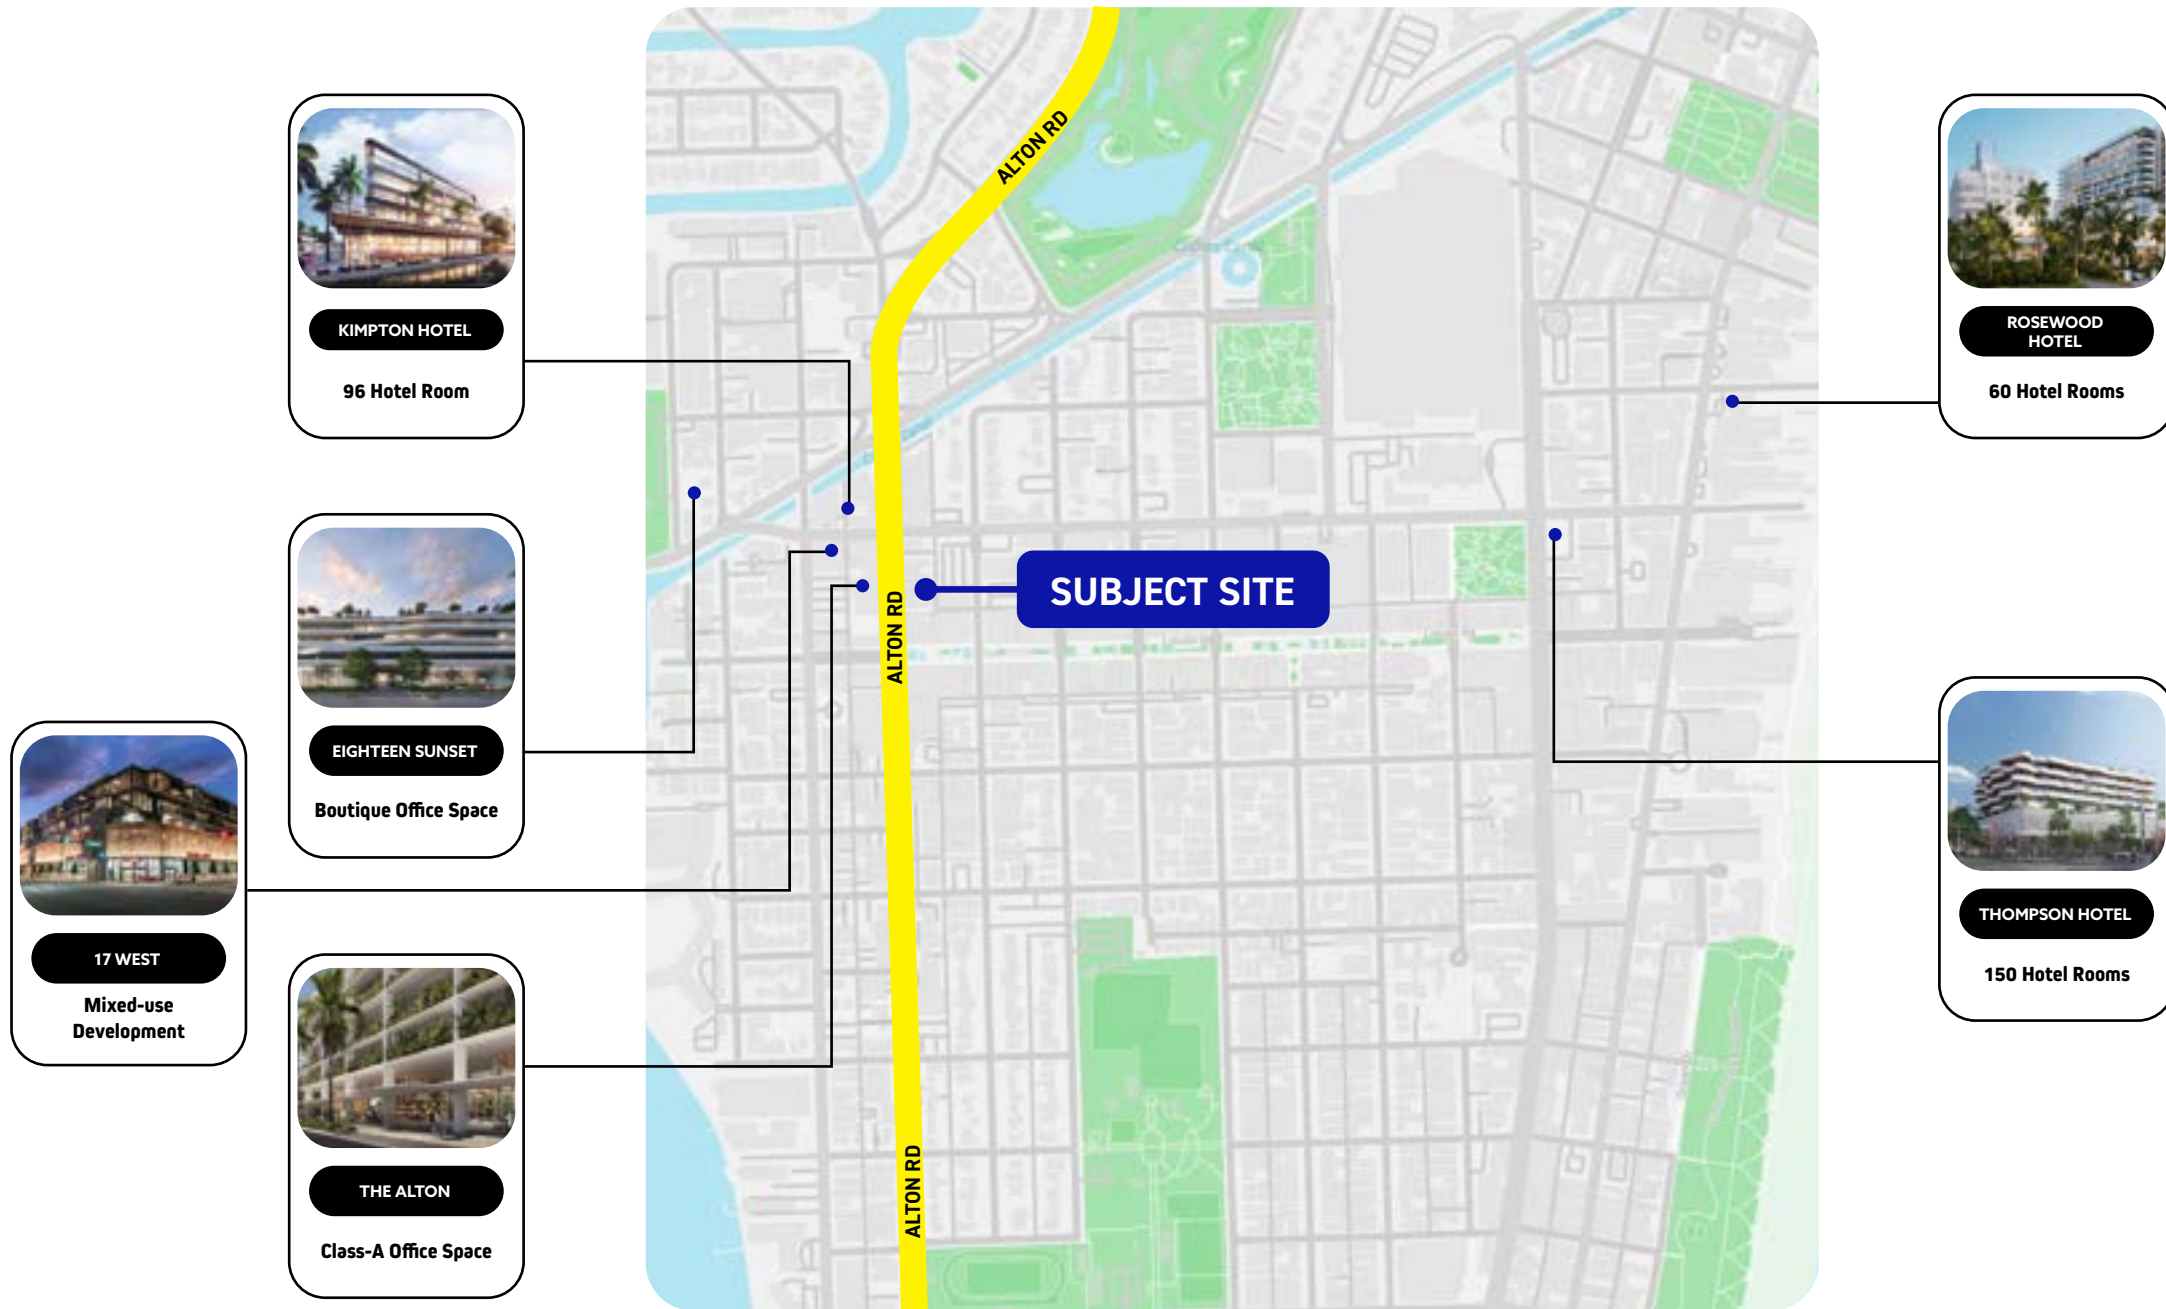 ALTON RD
KIMPTON HOTEL
96 Hotel Room
ROSEWOOD
HOTEL
60 Hotel Rooms
EIGHTEEN SUNSET
Boutique Office Space
SUBJECT SITE
ALTON RD
17 WEST
Mixed-use
Development
THOMPSON HOTEL
150 Hotel Rooms
THE ALTON
Class-A Office Space
ALTON RD